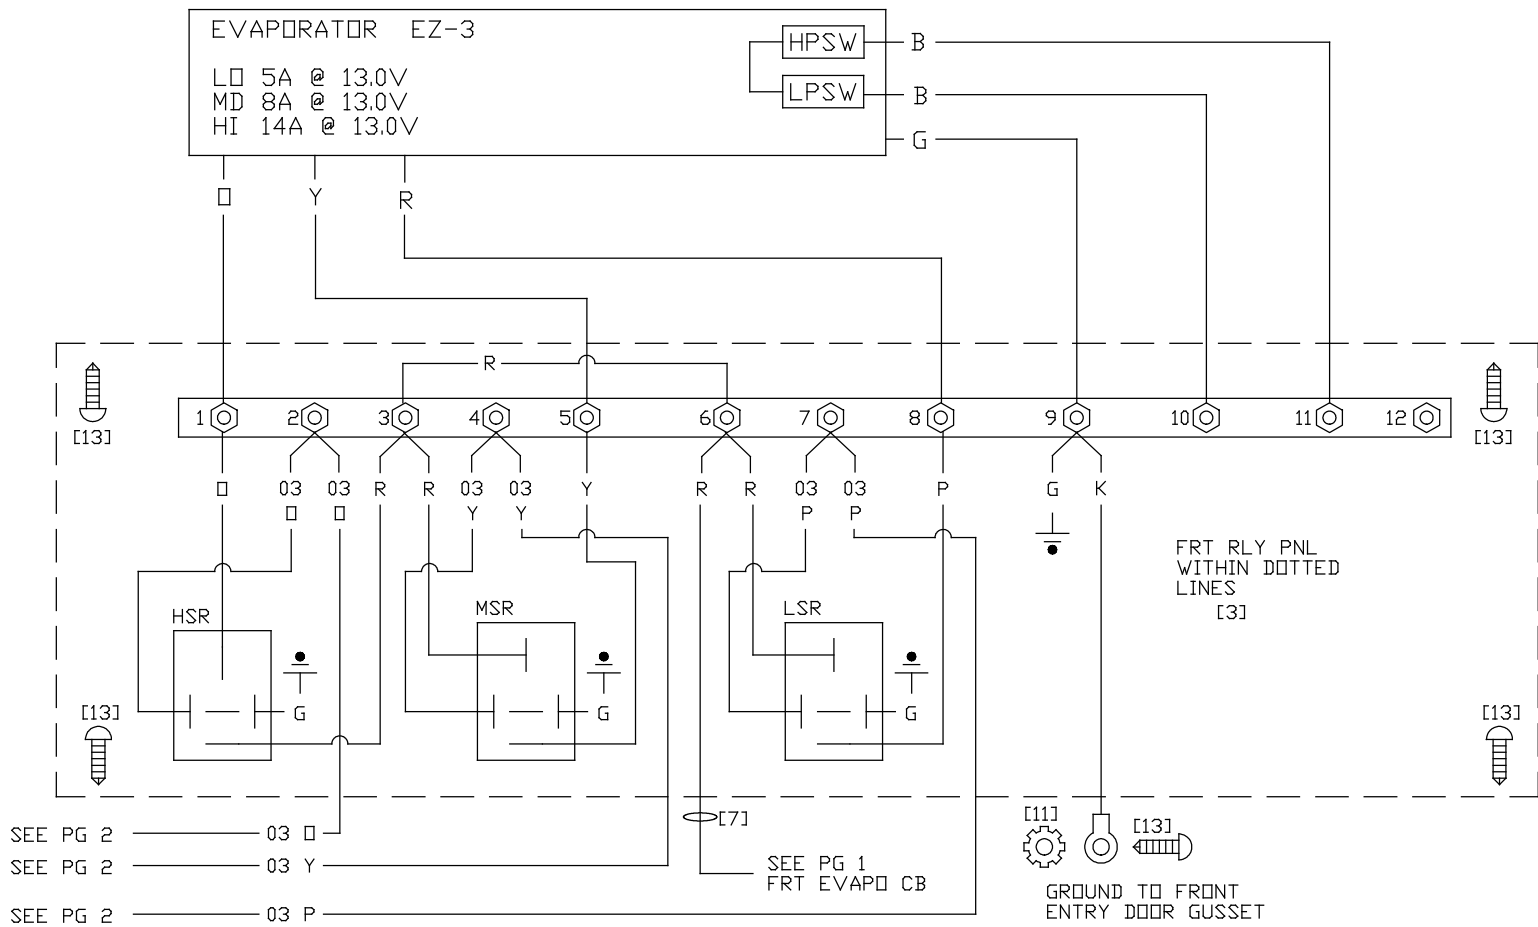 EVAPORATOR EZ-3
LO 5A @ 13.0V
MD 8A @ 13.0V
HI 14A @ 13.0V
HPSW B
LPSW B
G
O Y R
R
1 2 3 4 5 6 7 8 9 10 11 12
[13] [13]
O 03 03 R R 03 03 Y R R 03 03 P G K
O O Y Y P P
FRT RLY PNL
WITHIN DOTTED
LINES
[3]
HSR MSR LSR
G G G
[13] [13]
[7]
[11] [13]
SEE PG 2 03 O
SEE PG 2 03 Y
SEE PG 2 03 P
SEE PG 1
FRT EVAPO CB
GROUND TO FRONT
ENTRY DOOR GUSSET